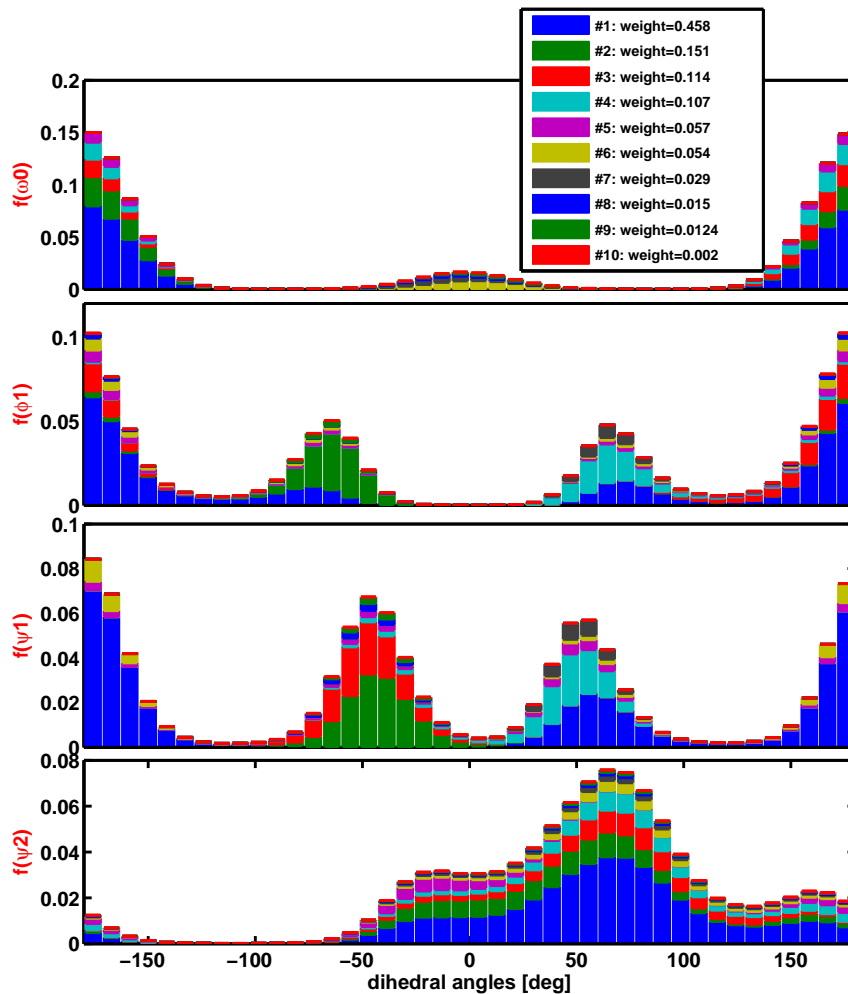 #1: weight=0.458
#2: weight=0.151
#3: weight=0.114
#4: weight=0.107
#5: weight=0.057
#6: weight=0.054
#7: weight=0.029
#8: weight=0.015
#9: weight=0.0124
#10: weight=0.002
0.2
0.15
0.1
0.05
0
f(ω0)
0.1
0.05
0
f(ϕ1)
0.1
0.08
0.06
0.04
0.02
0
f(ψ1)
0.08
0.06
0.04
0.02
0
f(ψ2)
−150 −100 −50 0 50 100 150
dihedral angles [deg]